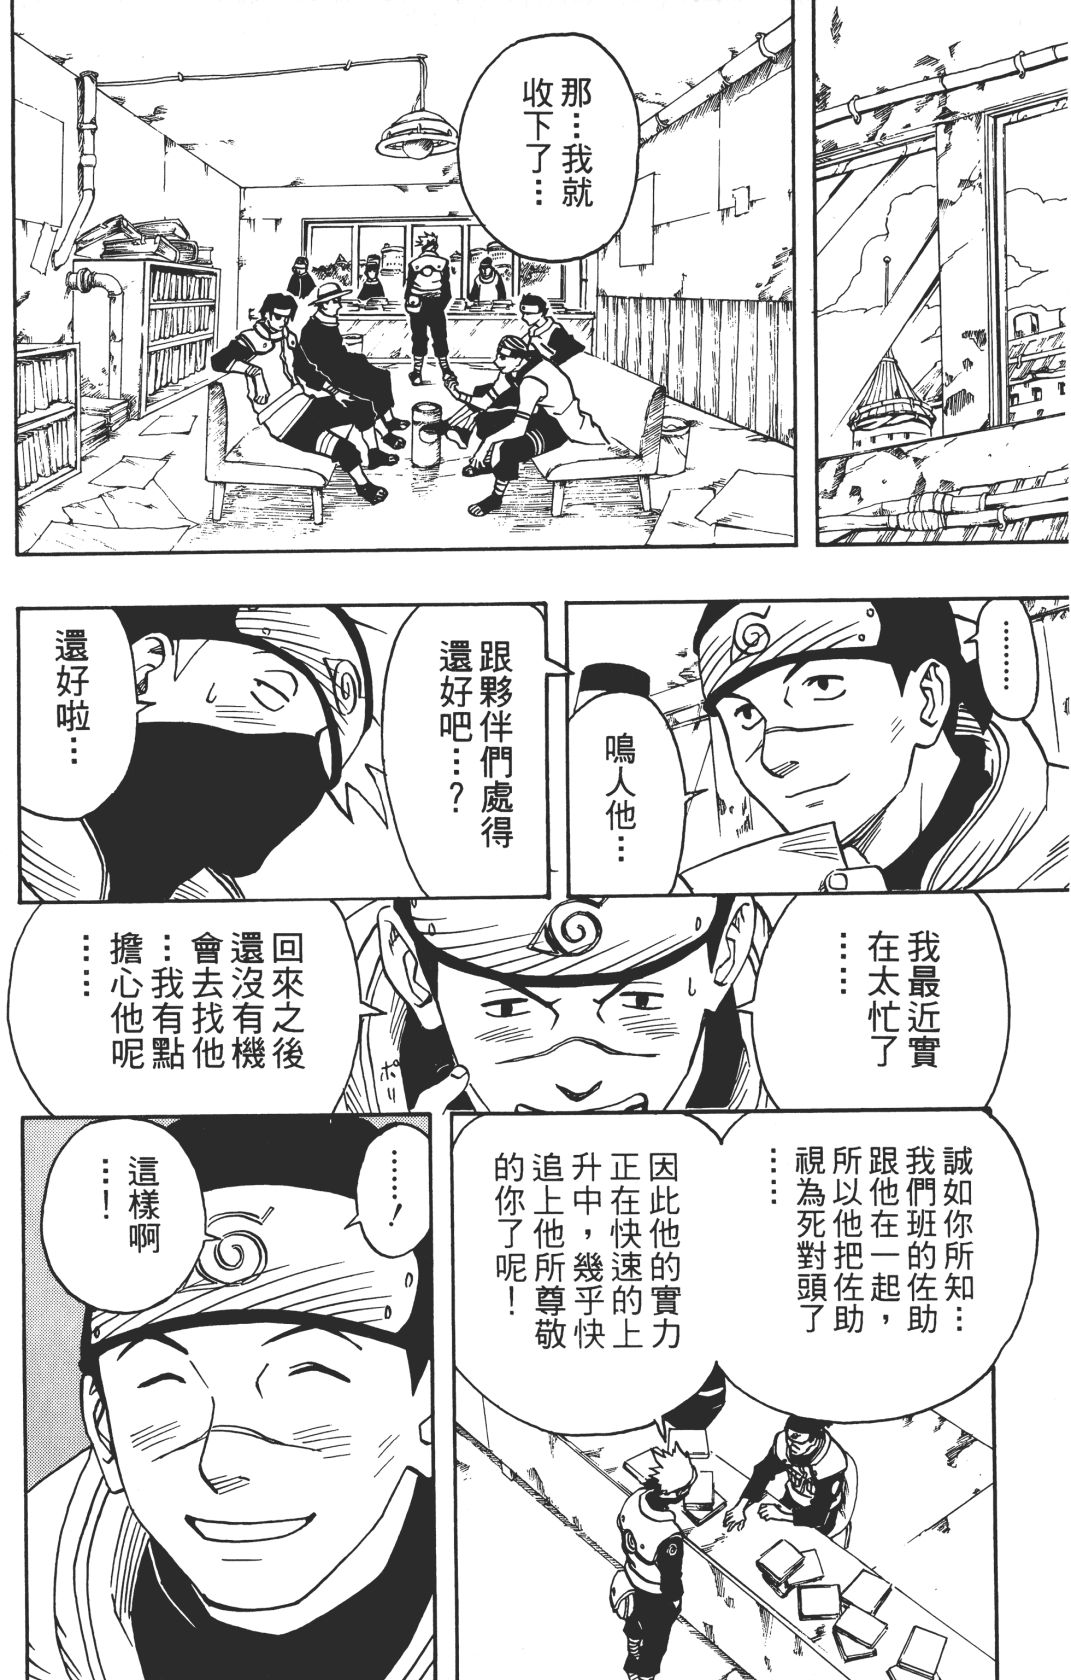 那…我就
收下了…
………
鳴人他…
跟夥伴們處得
還好吧…？
還好啦…
我最近實
在太忙了
……
回來之後
還沒有機
會去找他
…我有點
擔心他呢
……
ポリ
誠如你所知…
我們班的佐助
跟他在一起，
所以他把佐助
視為死對頭了
……
因此他的實力
正在快速的上
升中，幾乎快
追上他所尊敬
的你了呢！
……！
這樣啊
…！